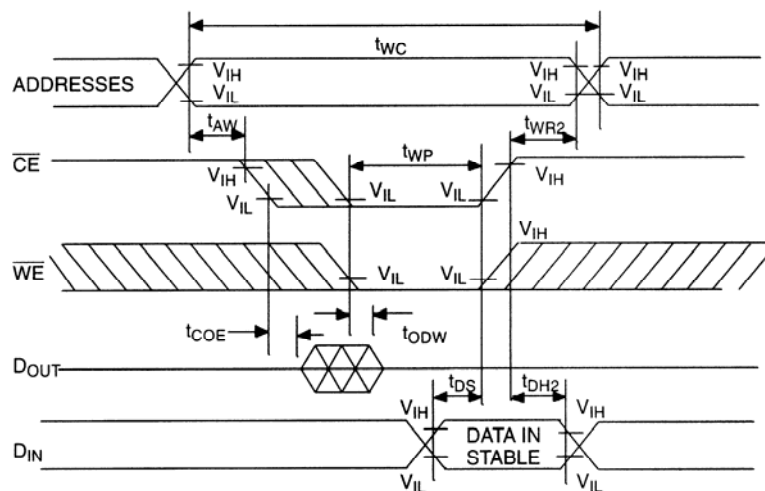 tWC
ADDRESSES
VIH
VIL
VIH
VIL
VIH
VIL
tAW
tWR2
CE
tWP
VIH
VIL
VIL
VIL
VIH
WE
VIH
VIL
VIL
tCOE
tODW
DOUT
tDS
tDH2
DIN
VIH
VIL
DATA IN
STABLE
VIH
VIL